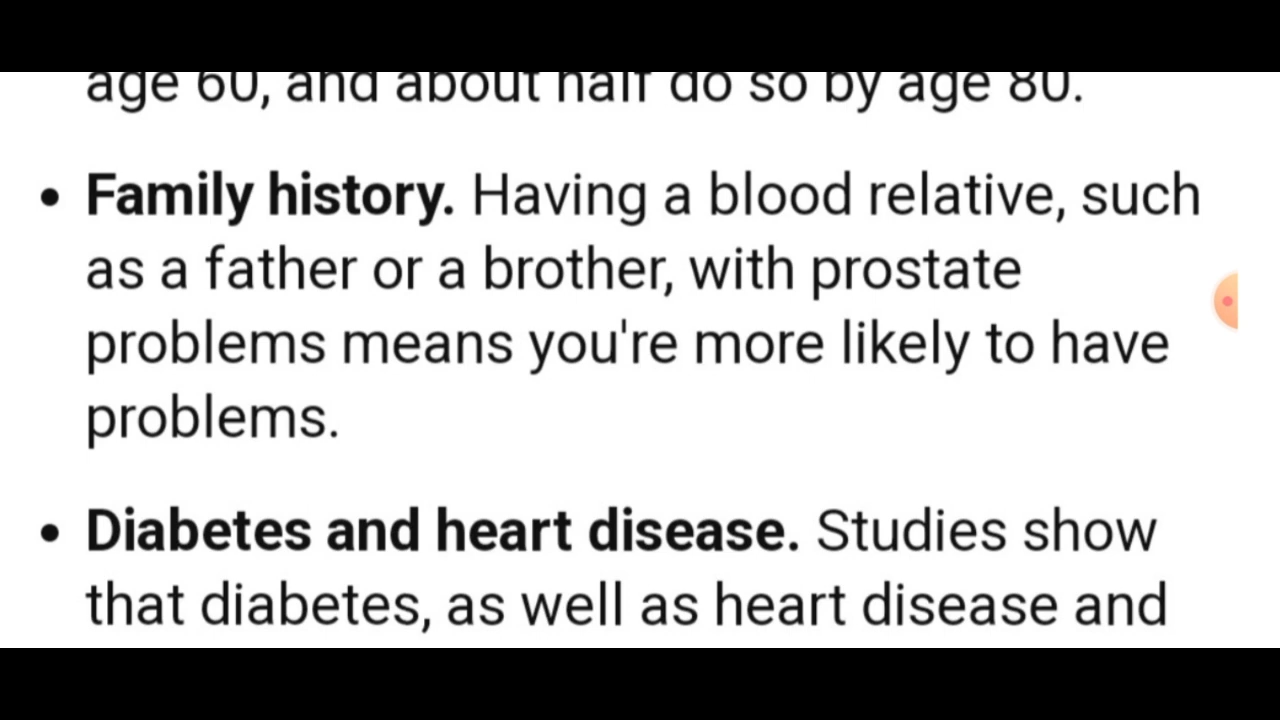 age 60, and about half do so by age 80.
• Family history. Having a blood relative, such
as a father or a brother, with prostate
problems means you're more likely to have
problems.
• Diabetes and heart disease. Studies show
that diabetes, as well as heart disease and